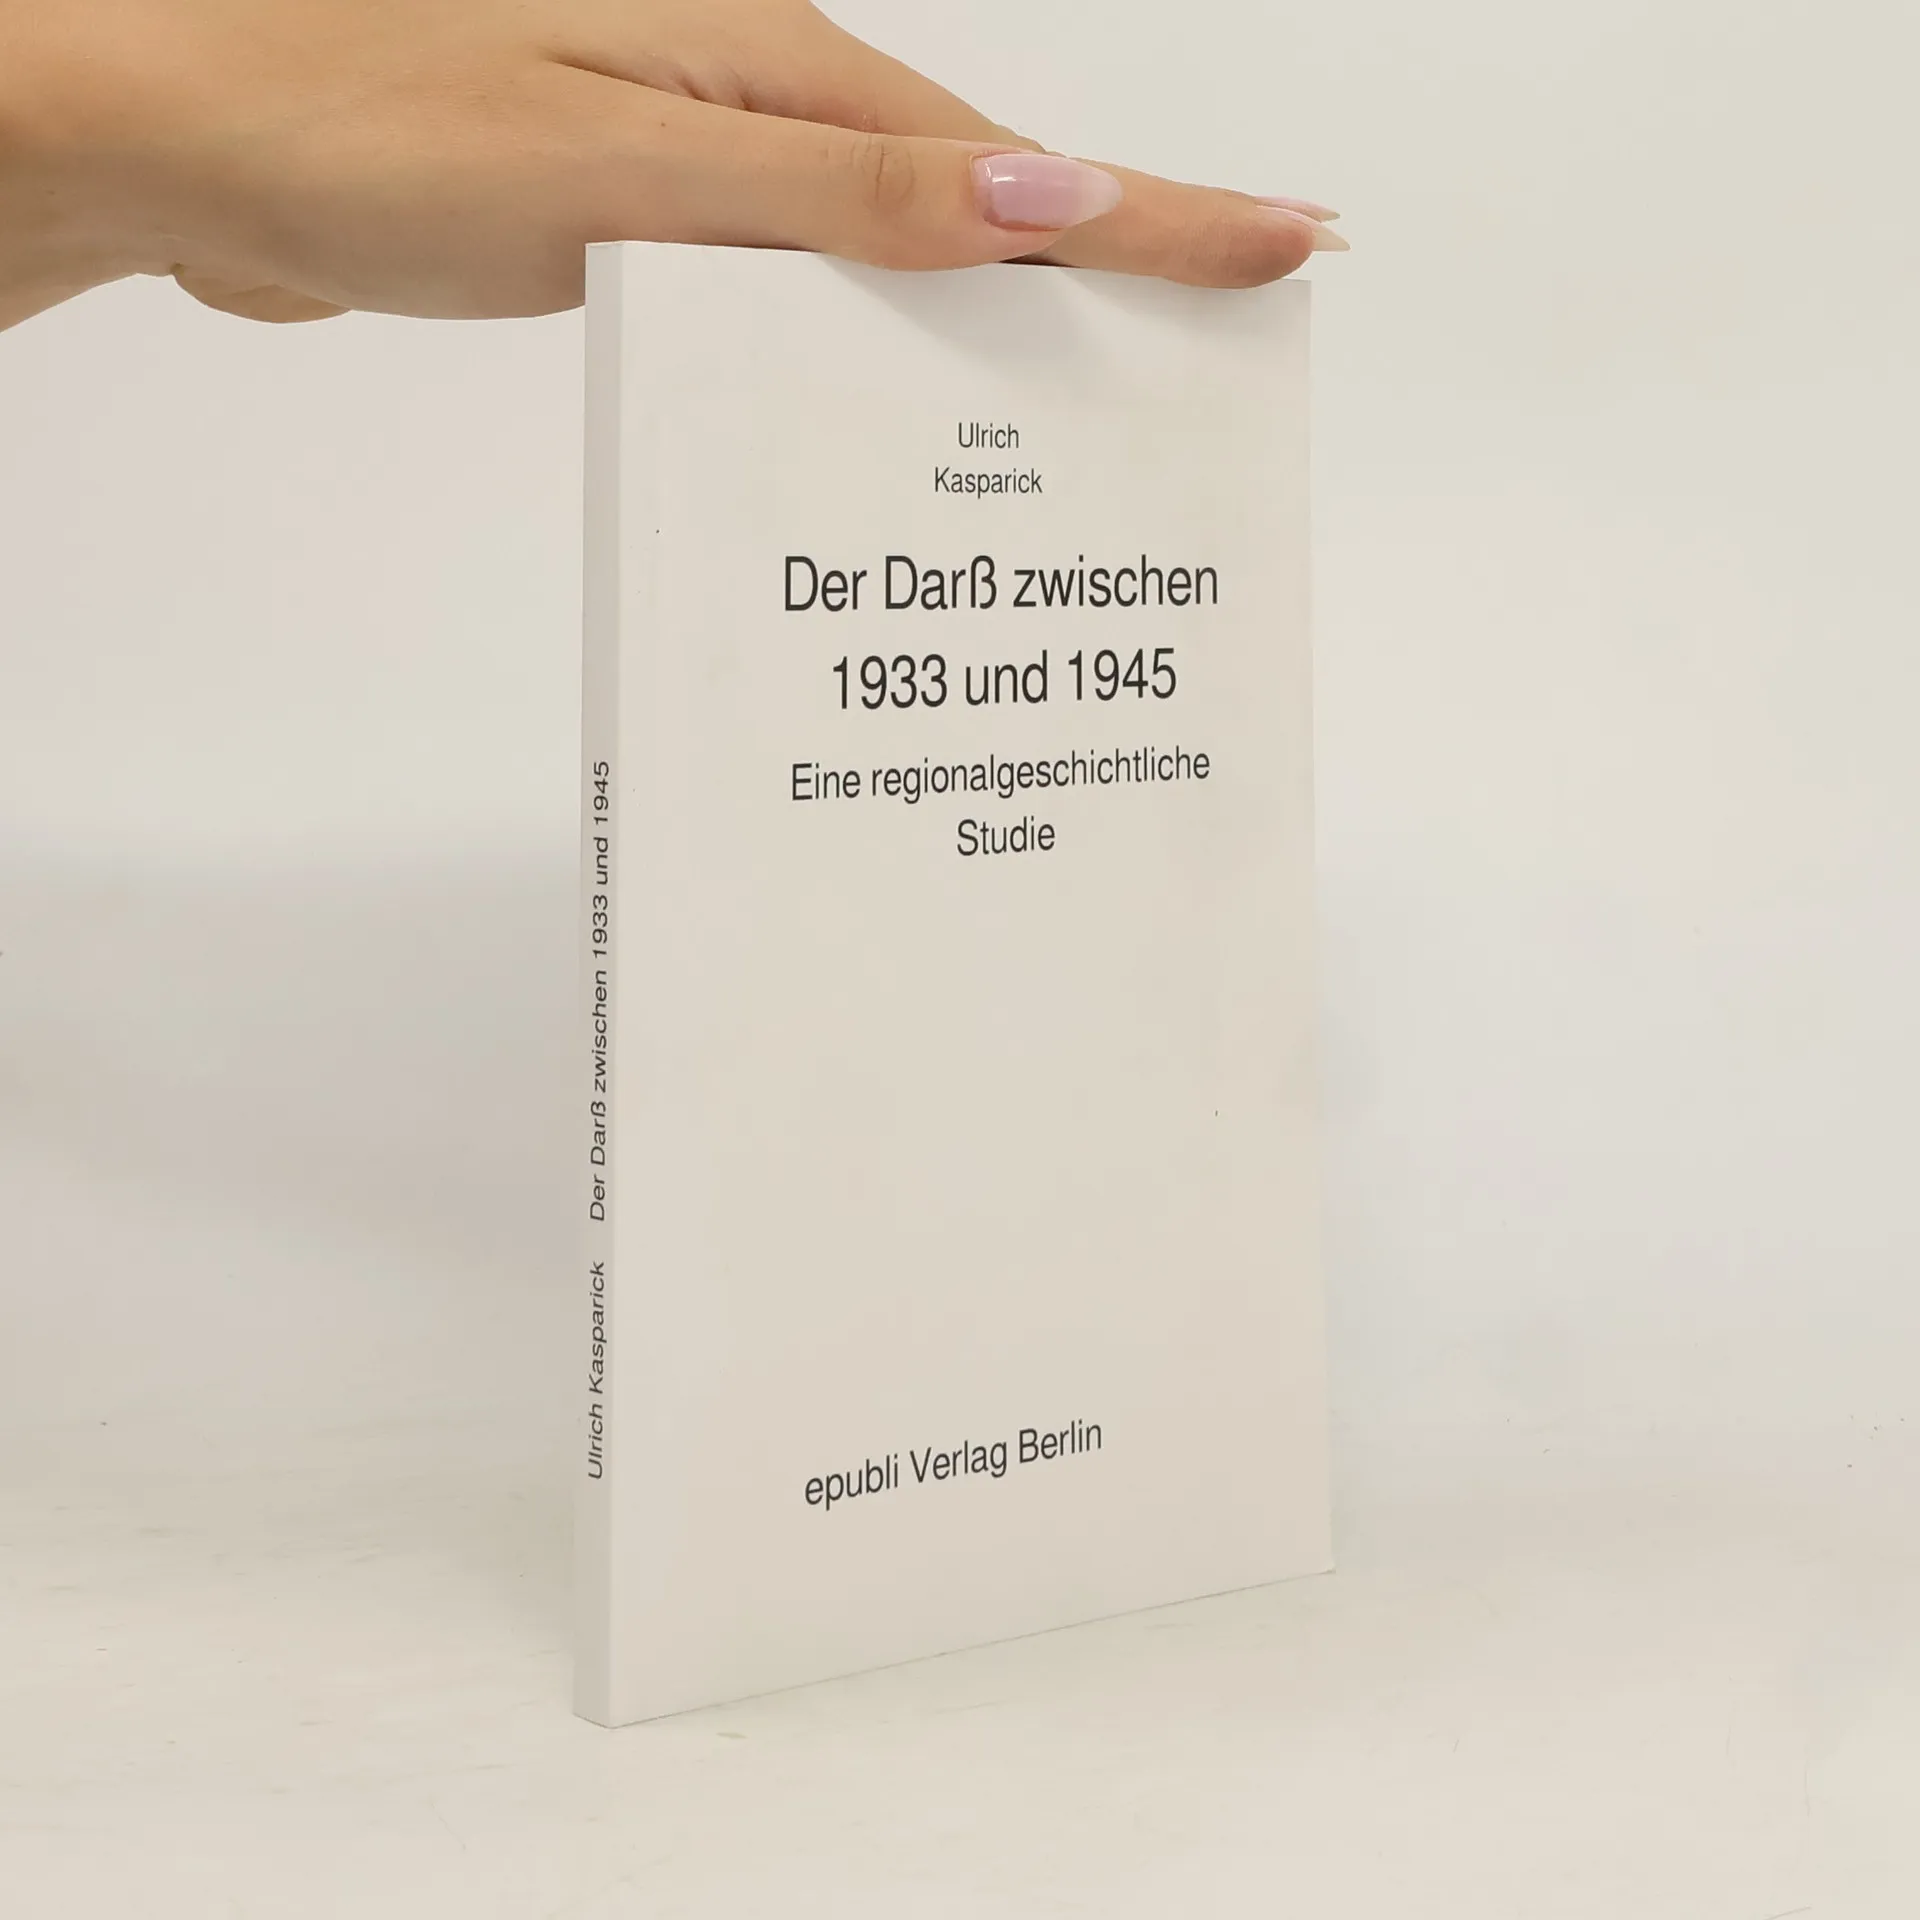 Ulrich
Kasparick
Der Darß zwischen
1933 und 1945
Eine regionalgeschichtliche
Studie
epubli Verlag Berlin
Ulrich Kasparick Der Darß zwischen 1933 und 1945